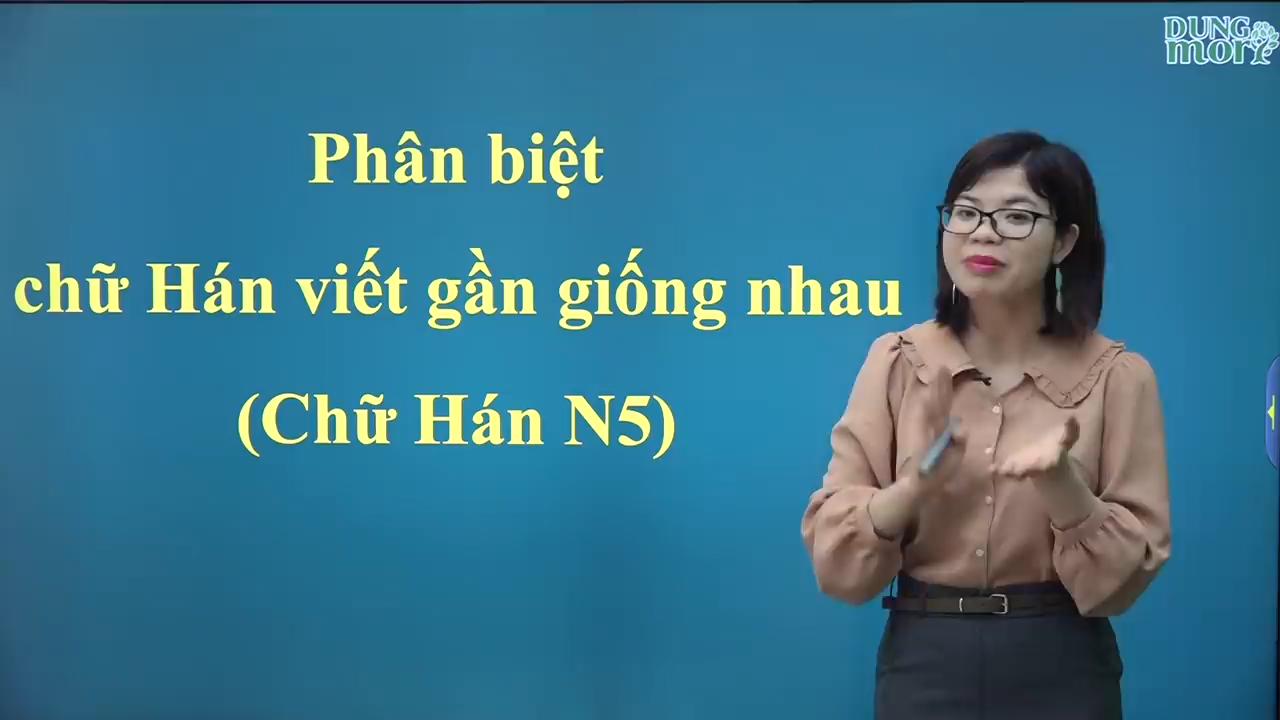 DUNG
mori
Phân biệt
chữ Hán viết gần giống nhau
(Chữ Hán N5)